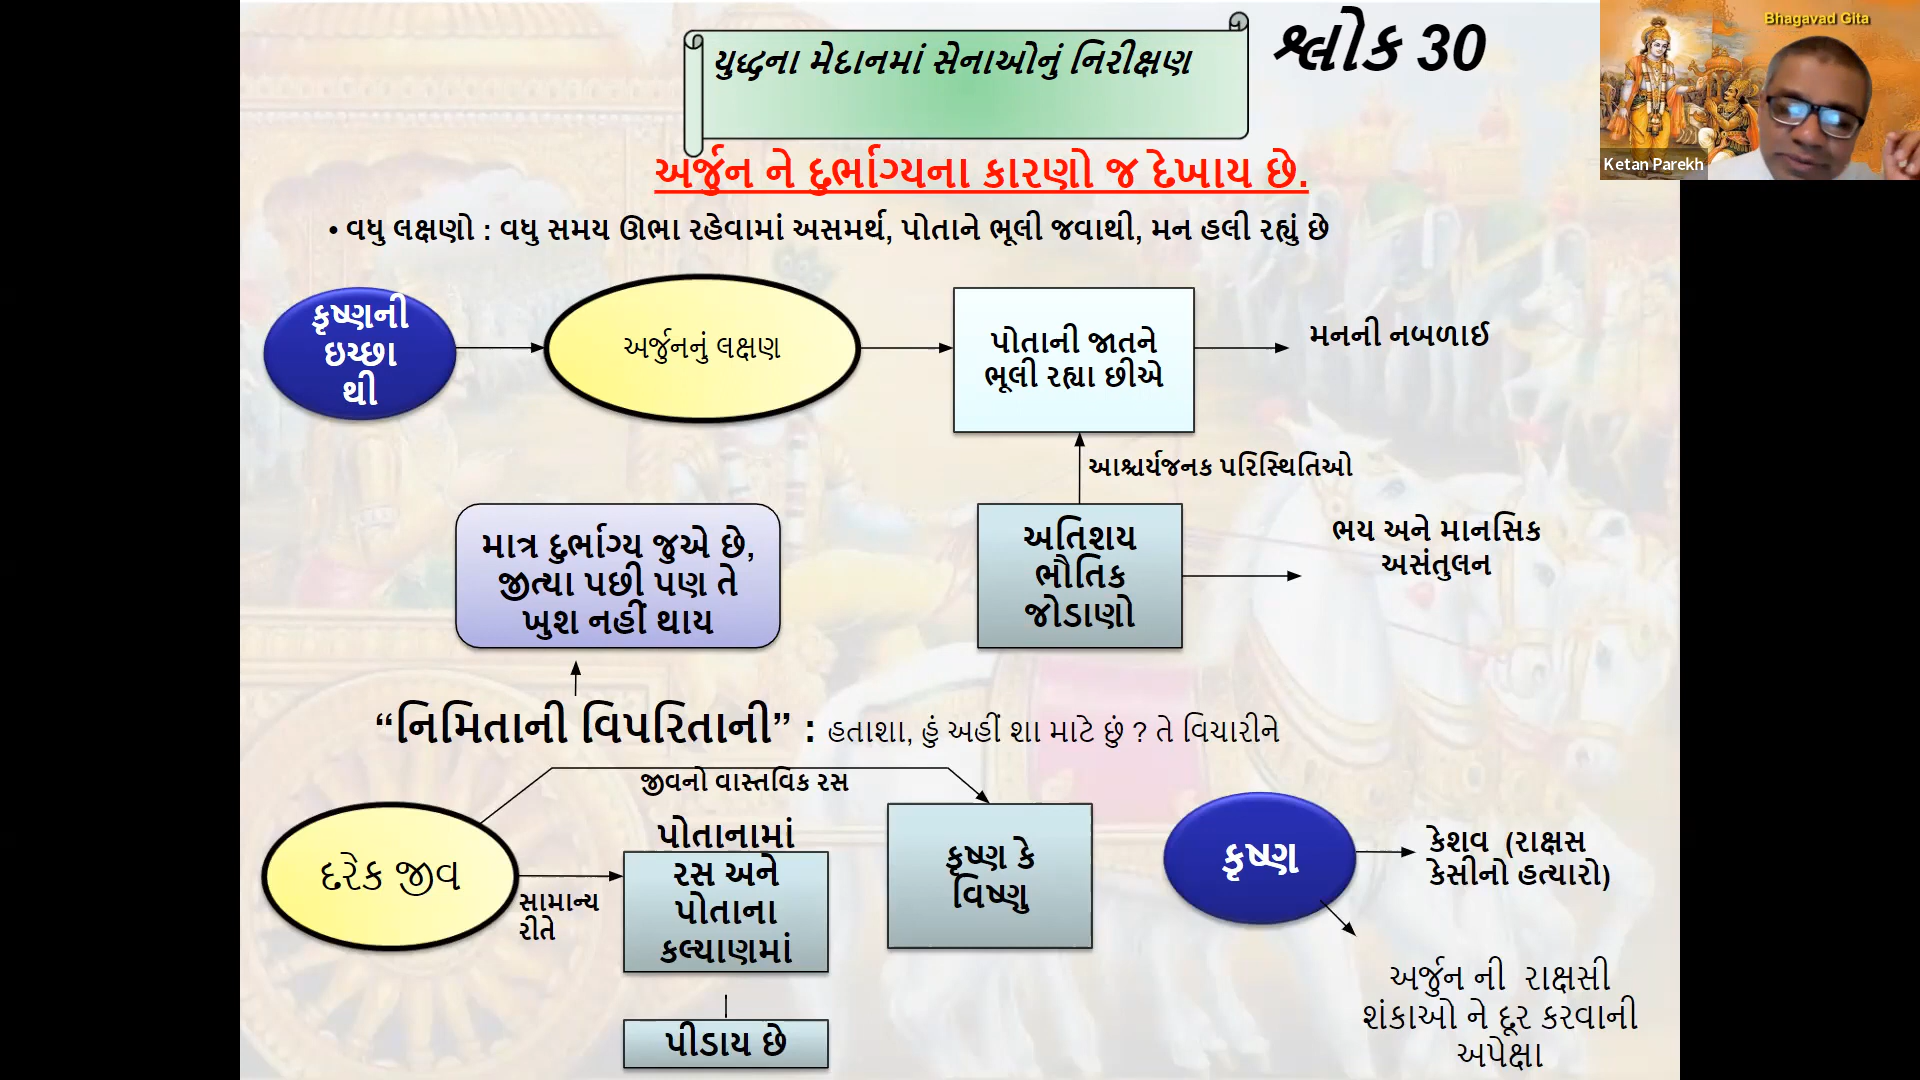 યુદ્ધના મેદાનમાં સેનાઓનું નિરીક્ષણ
શ્લોક 30
Bhagavad Gita
Ketan Parekh
અર્જુન ને દુર્ભાગ્યના કારણો જ દેખાય છે.
• વધુ લક્ષણો : વધુ સમય ઊભા રહેવામાં અસમર્થ, પોતાને ભૂલી જવાથી, મન હલી રહ્યું છે
કૃષ્ણની
ઇચ્છા
થી
અર્જુનનું લક્ષણ
પોતાની જાતને
ભૂલી રહ્યા છીએ
મનની નબળાઈ
આશ્ચર્યજનક પરિસ્થિતિઓ
માત્ર દુર્ભાગ્ય જુએ છે,
જીત્યા પછી પણ તે
ખુશ નહીં થાય
અતિશય
ભૌતિક
જોડાણો
ભય અને માનસિક
અસંતુલન
“નિમિતાની વિપરિતાની” : હતાશા, હું અહીં શા માટે છું ? તે વિચારીને
જીવનો વાસ્તવિક રસ
દરેક જીવ
સામાન્ય
રીતે
પોતાનામાં
રસ અને
પોતાના
કલ્યાણમાં
પીડાય છે
કૃષ્ણ કે
વિષ્ણુ
કૃષ્ણ
કેશવ (રાક્ષસ
કેસીનો હત્યારો)
અર્જુન ની રાક્ષસી
શંકાઓ ને દૂર કરવાની
અપેક્ષા